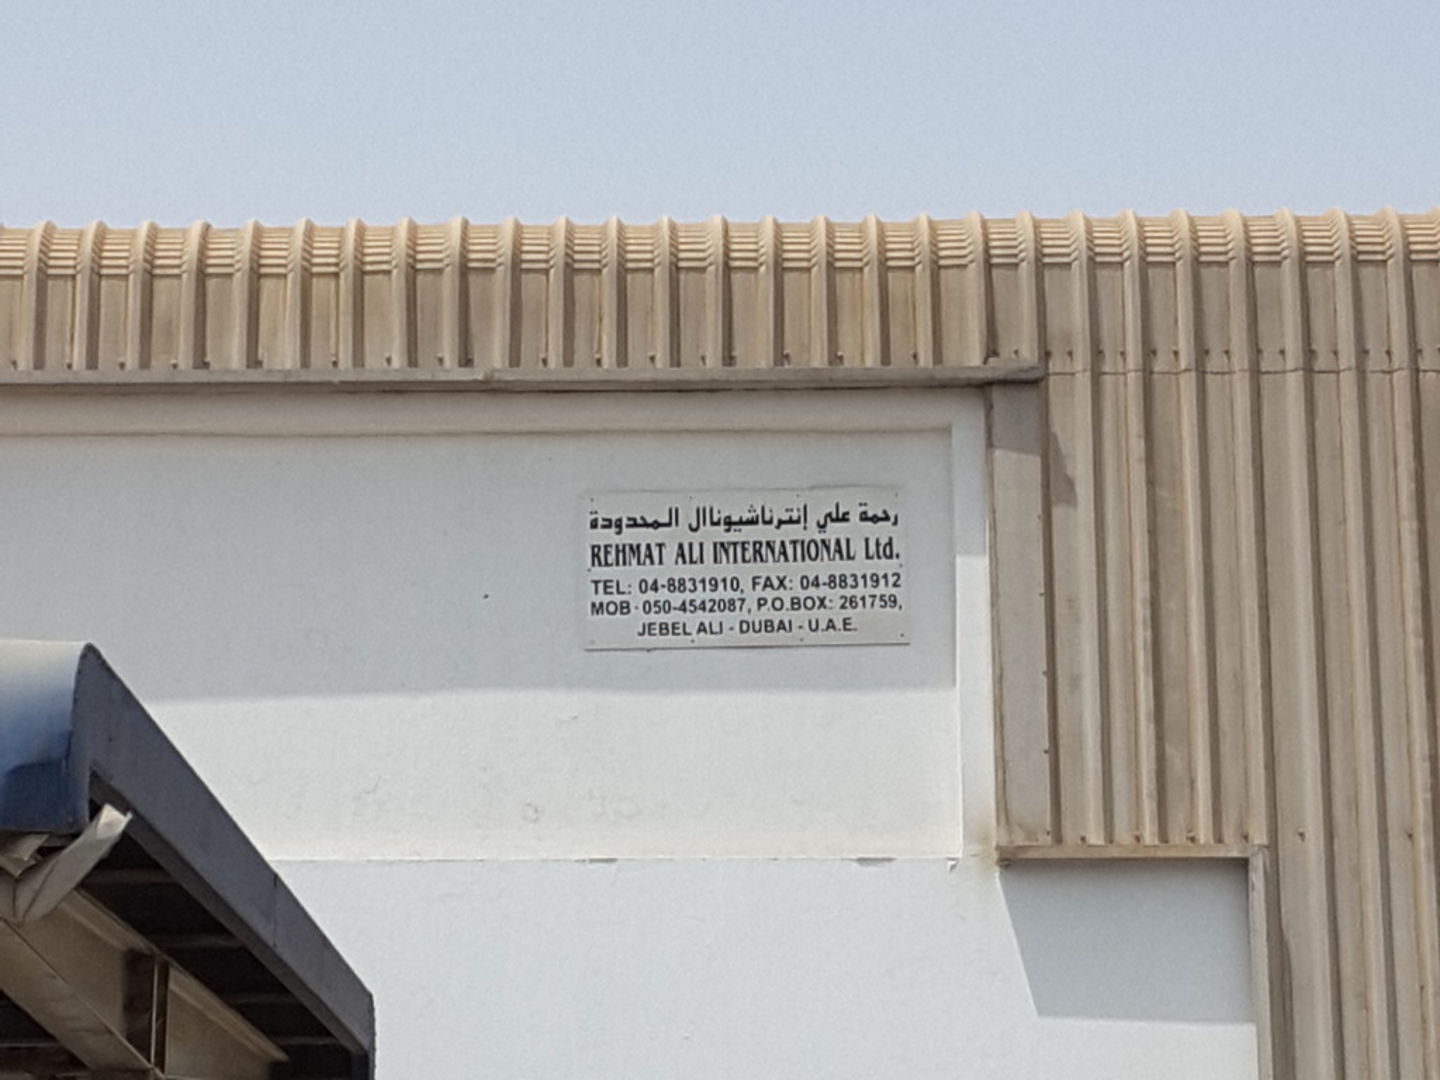 رحمة علي إنترناشيوناال المحدودة
REHMAT ALI INTERNATIONAL Ltd.
TEL: 04-8831910, FAX: 04-8831912
MOB · 050-4542087, P.O.BOX: 261759,
JEBEL ALI - DUBAI - U.A.E.